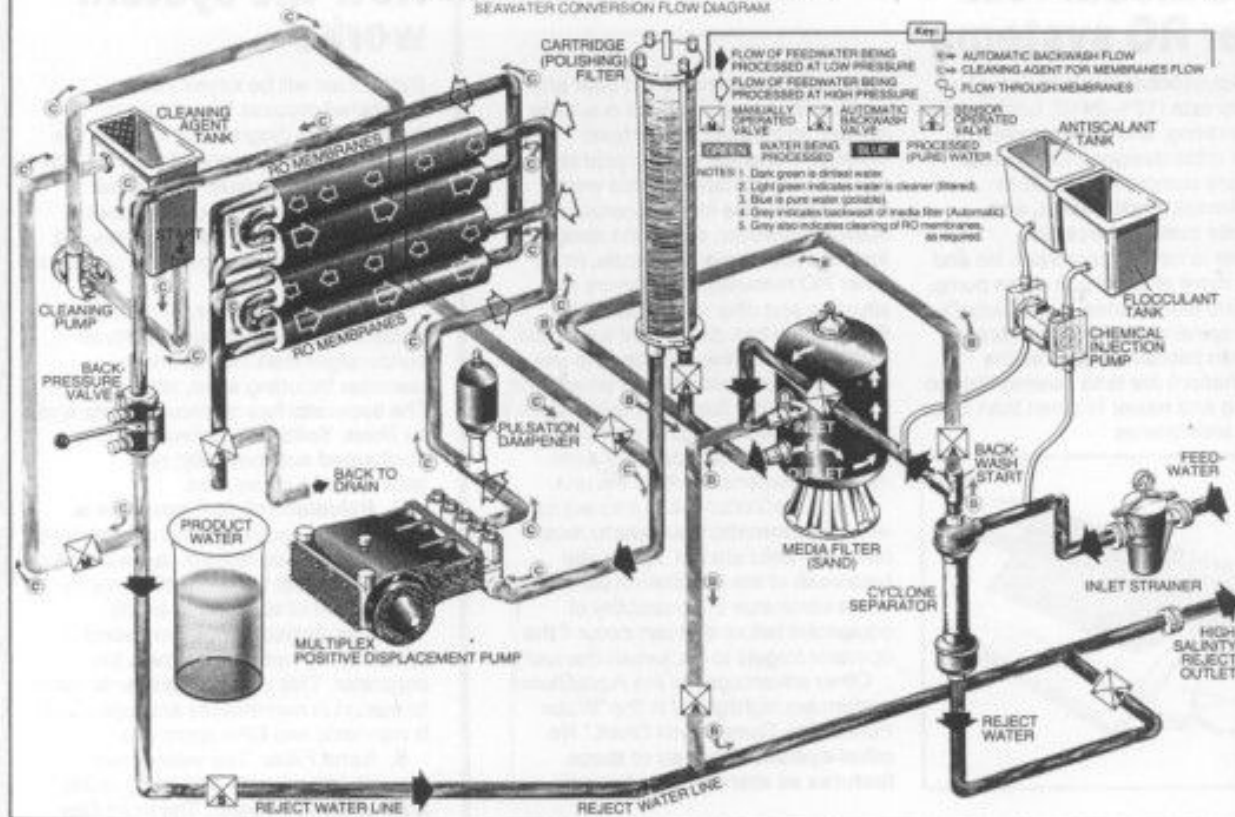 SEAWATER CONVERSION FLOW DIAGRAM
Key:
FLOW OF FEEDWATER BEING
PROCESSED AT LOW PRESSURE
FLOW OF FEEDWATER BEING
PROCESSED AT HIGH PRESSURE
AUTOMATIC BACKWASH FLOW
CLEANING AGENT FOR MEMBRANES FLOW
FLOW THROUGH MEMBRANES
MANUALLY
OPERATED
VALVE
AUTOMATIC
BACKWASH
VALVE
SENSOR
OPERATED
VALVE
GREEN WATER BEING
PROCESSED
BLUE PROCESSED
(PURE) WATER
NOTES: 1. Dark green is dirtiest water.
2. Light green indicates water is cleaner (filtered).
3. Blue is pure water (potable).
4. Grey indicates backwash of media filter (Automatic).
5. Grey also indicates cleaning of RO membranes,
as required.
CARTRIDGE
(POLISHING)
FILTER
CLEANING
AGENT
TANK
START
RO MEMBRANES
RO MEMBRANES
CLEANING
PUMP
BACK-
PRESSURE
VALVE
PULSATION
DAMPENER
BACK TO
DRAIN
PRODUCT
WATER
MULTIPLEX
POSITIVE DISPLACEMENT PUMP
INLET
OUTLET
MEDIA FILTER
(SAND)
ANTISCALANT
TANK
FLOCCULANT
TANK
CHEMICAL
INJECTION
PUMP
BACK-
WASH
START
FEED-
WATER
INLET STRAINER
CYCLONE
SEPARATOR
HIGH
SALINITY
REJECT
OUTLET
REJECT
WATER
REJECT WATER LINE
REJECT WATER LINE